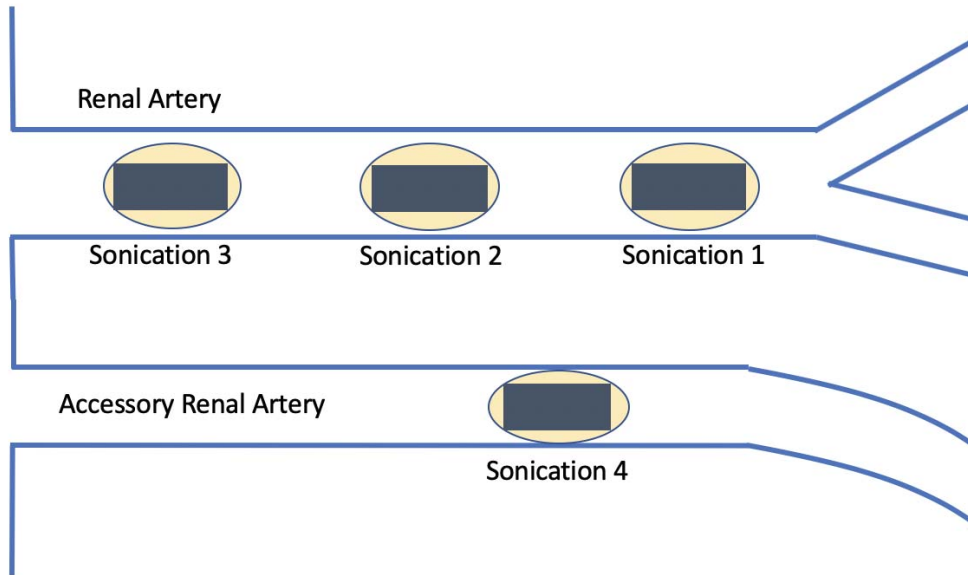 Renal Artery
Sonication 3
Sonication 2
Sonication 1
Accessory Renal Artery
Sonication 4